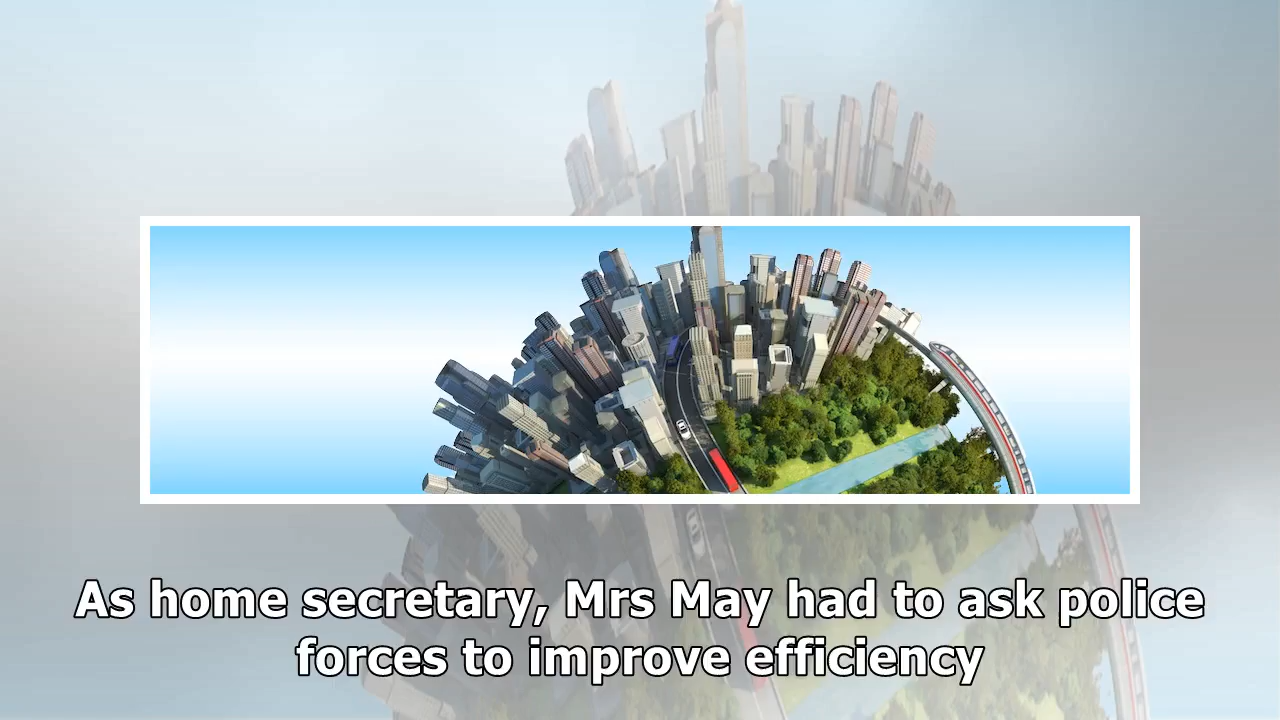 As home secretary, Mrs May had to ask police
forces to improve efficiency